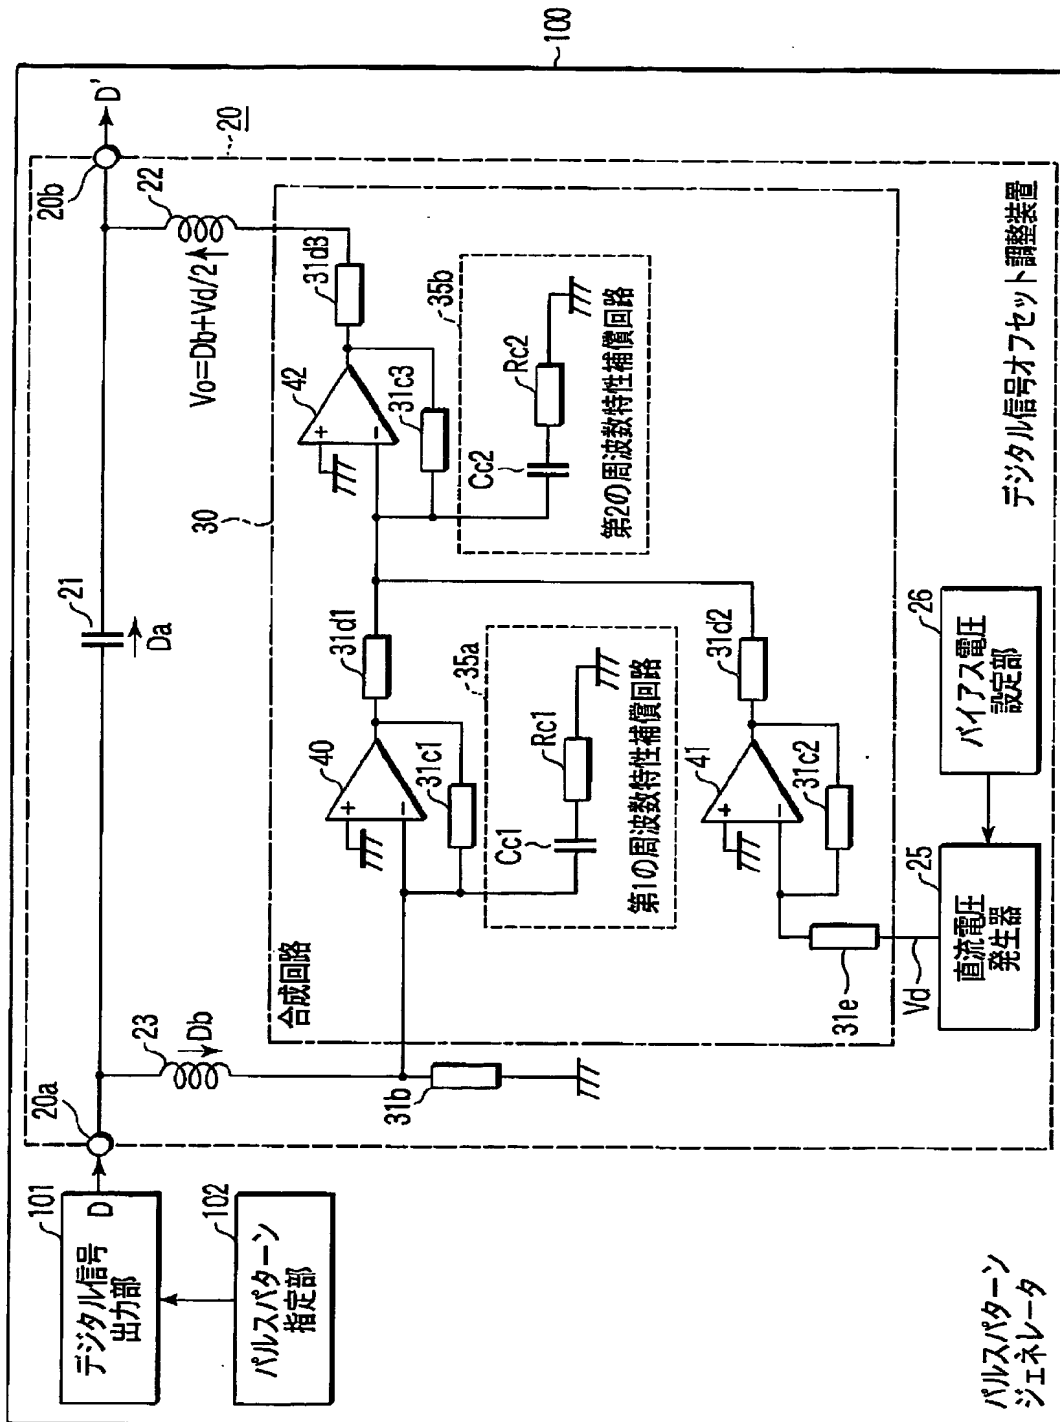 100
パルスパターン
ジェネレータ
101
D
デジタル信号
出力部
102
パルスパターン
指定部
20a
20b
D'
20
デジタル信号オフセット調整装置
21
Da
22
Vo=Db+Vd/2
23
Db
31b
30
合成回路
40
+
−
31c1
31d1
35a
Cc1
Rc1
第1の周波数特性補償回路
42
+
−
31c3
31d3
35b
Cc2
Rc2
第2の周波数特性補償回路
41
+
−
31c2
31d2
31e
Vd
25
直流電圧
発生器
26
バイアス電圧
設定部